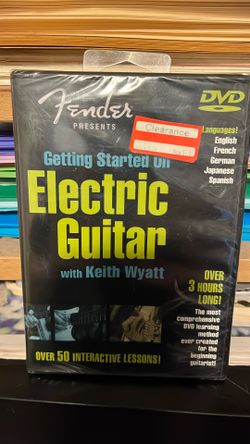 Fender
PRESENTS
DVD
VIDEO
Clearance
Languages!
English
French
German
Japanese
Spanish
Getting Started On
Electric
Guitar
with Keith Wyatt
OVER
3 HOURS
LONG!
The most
comprehensive
DVD learning
method
ever created
for the
beginning
guitarist!
OVER 50 INTERACTIVE LESSONS!